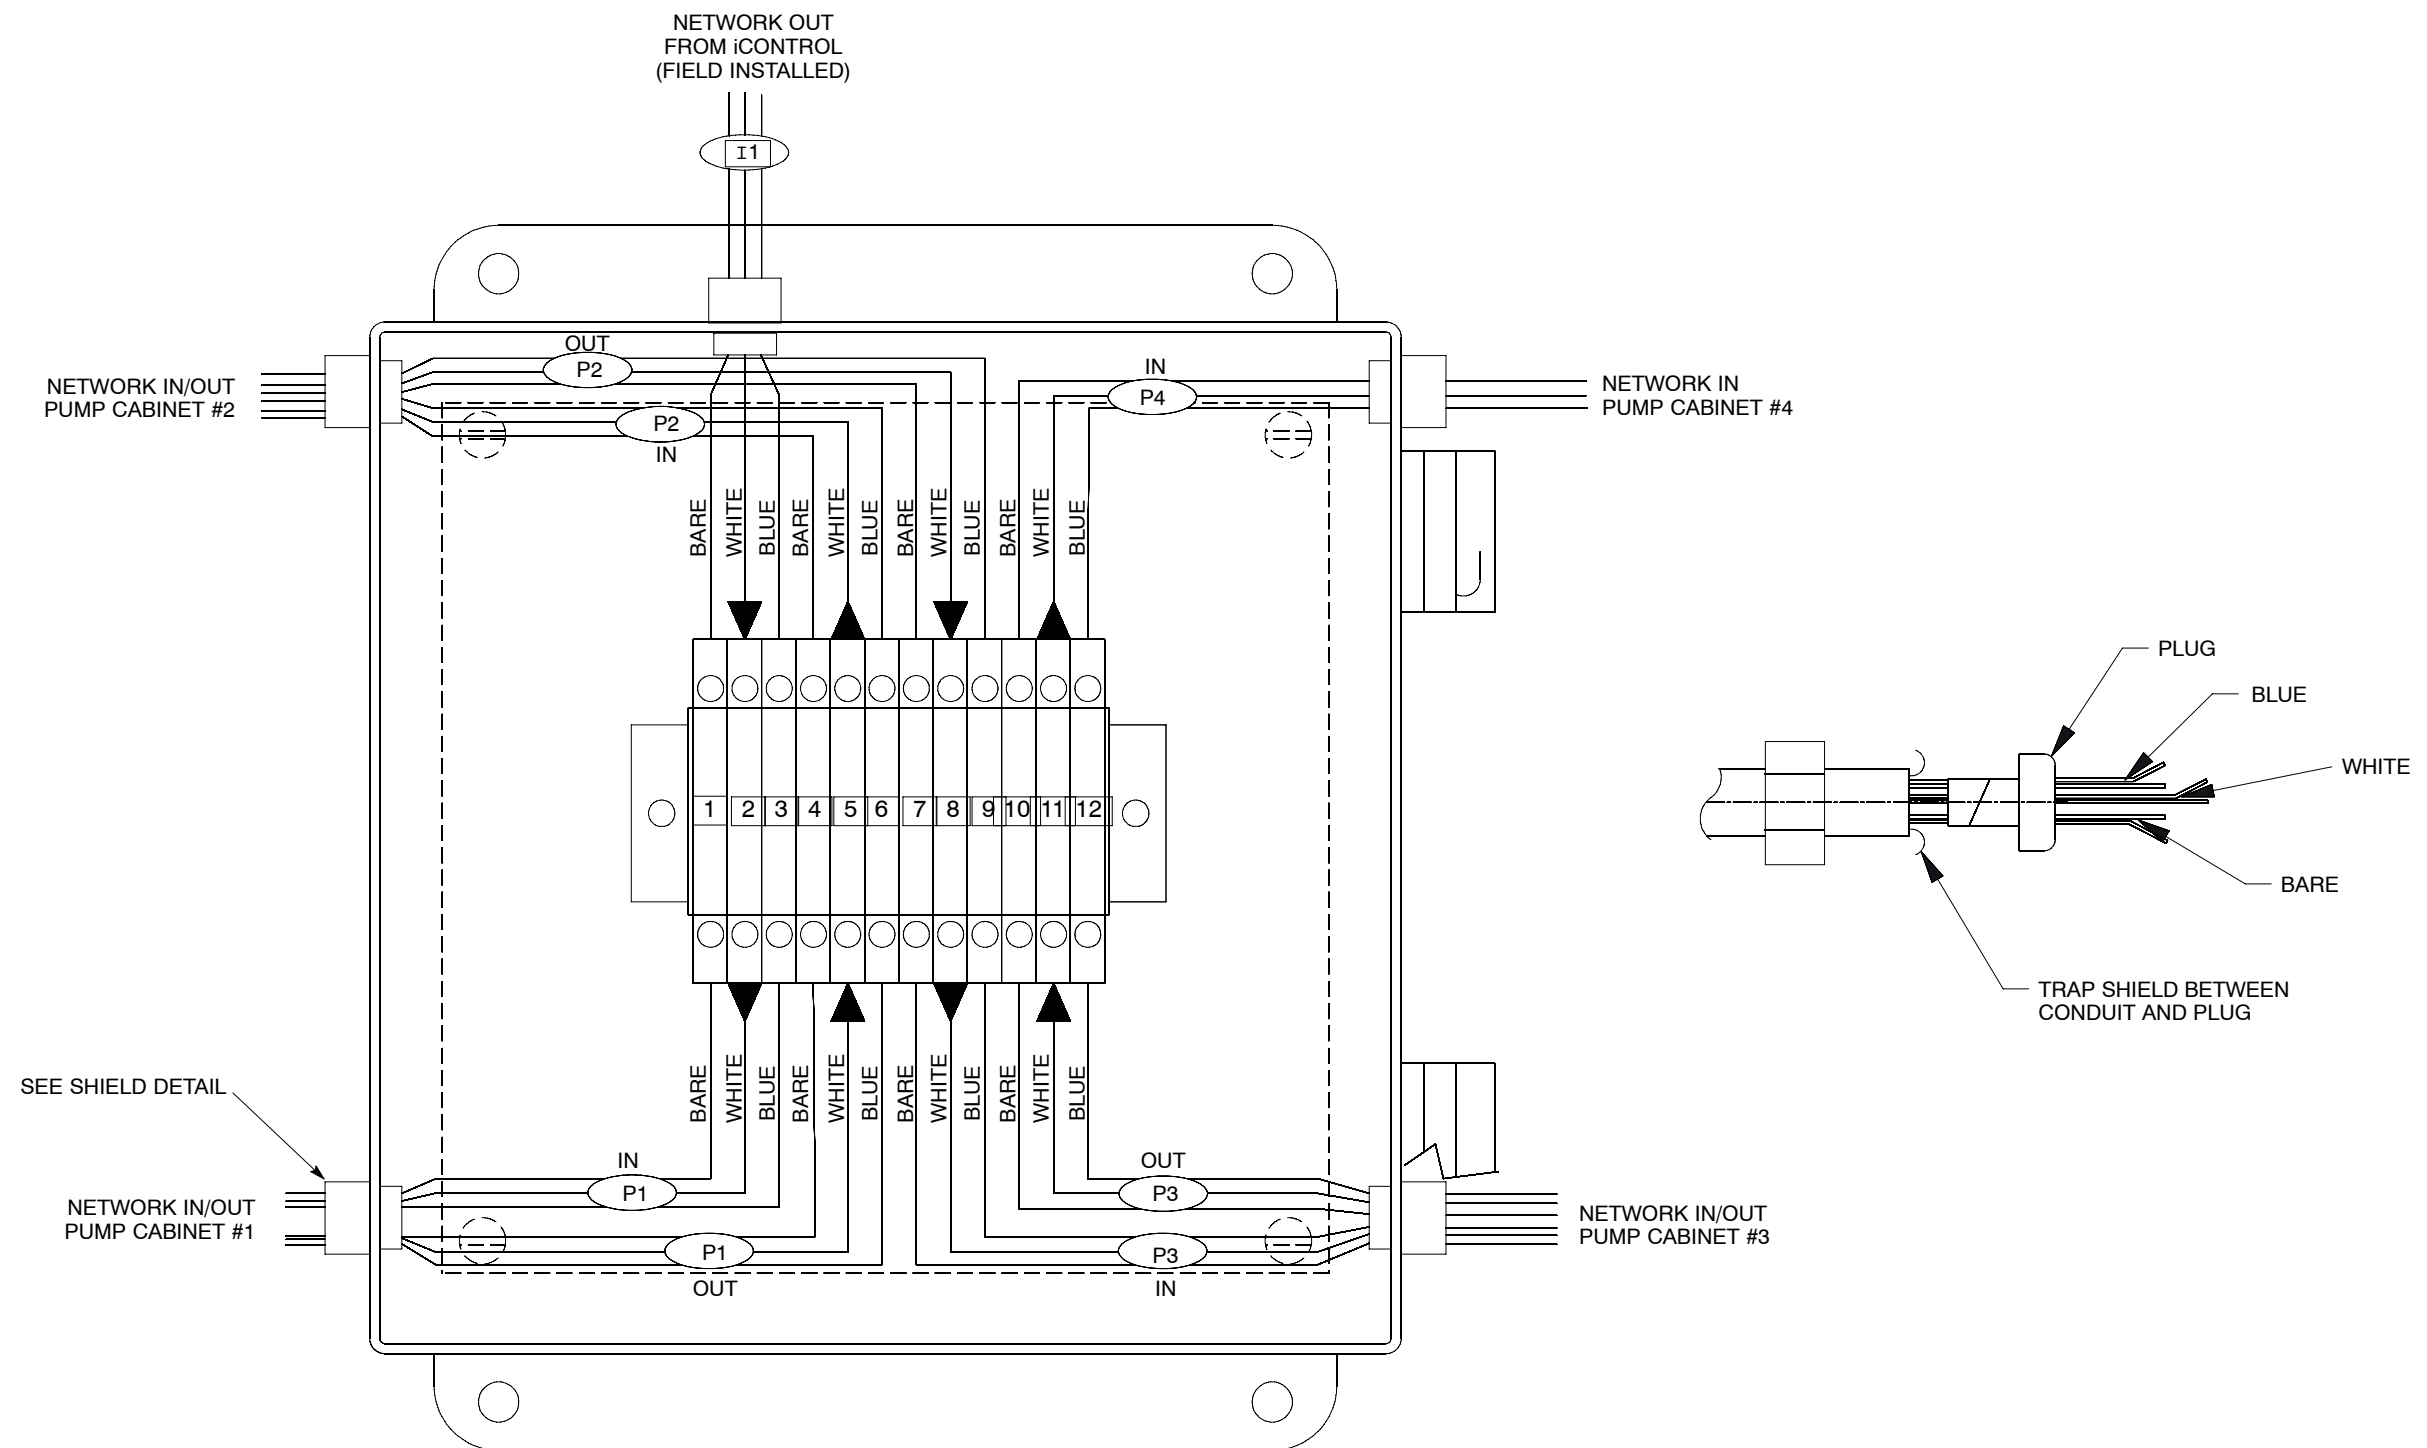 NETWORK OUT
FROM iCONTROL
(FIELD INSTALLED)
I1
OUT
P2
NETWORK IN/OUT
PUMP CABINET #2
P2
IN
IN
P4
NETWORK IN
PUMP CABINET #4
BARE
WHITE
BLUE
BARE
WHITE
BLUE
BARE
WHITE
BLUE
BARE
WHITE
BLUE
1 2 3 4 5 6 7 8 9 10 11 12
PLUG
BLUE
WHITE
BARE
TRAP SHIELD BETWEEN
CONDUIT AND PLUG
BARE
WHITE
BLUE
BARE
WHITE
BLUE
BARE
WHITE
BLUE
BARE
WHITE
BLUE
SEE SHIELD DETAIL
IN
P1
NETWORK IN/OUT
PUMP CABINET #1
P1
OUT
OUT
P3
NETWORK IN/OUT
PUMP CABINET #3
P3
IN